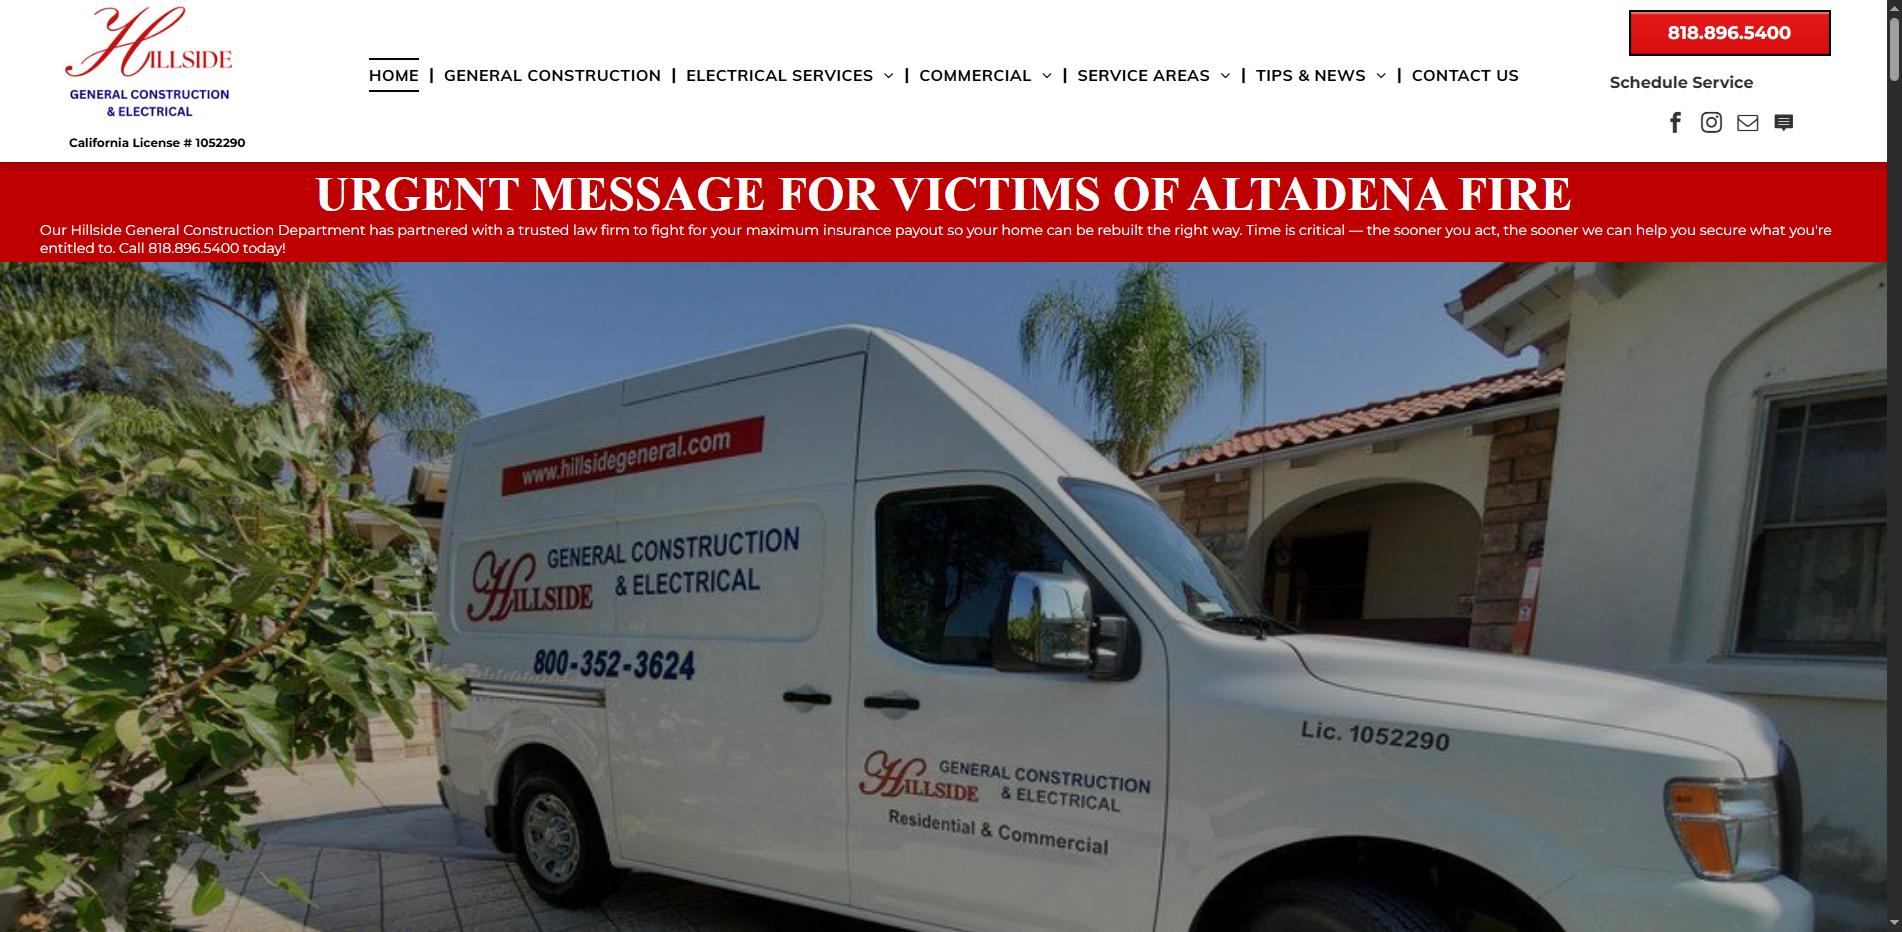 HILLSIDE
GENERAL CONSTRUCTION
& ELECTRICAL
California License # 1052290
HOME | GENERAL CONSTRUCTION | ELECTRICAL SERVICES | COMMERCIAL | SERVICE AREAS | TIPS & NEWS | CONTACT US
818.896.5400
Schedule Service
URGENT MESSAGE FOR VICTIMS OF ALTADENA FIRE
Our Hillside General Construction Department has partnered with a trusted law firm to fight for your maximum insurance payout so your home can be rebuilt the right way. Time is critical — the sooner you act, the sooner we can help you secure what you're
entitled to. Call 818.896.5400 today!
www.hillsidegeneral.com
HILLSIDE GENERAL CONSTRUCTION
& ELECTRICAL
800-352-3624
Lic. 1052290
HILLSIDE GENERAL CONSTRUCTION
& ELECTRICAL
Residential & Commercial